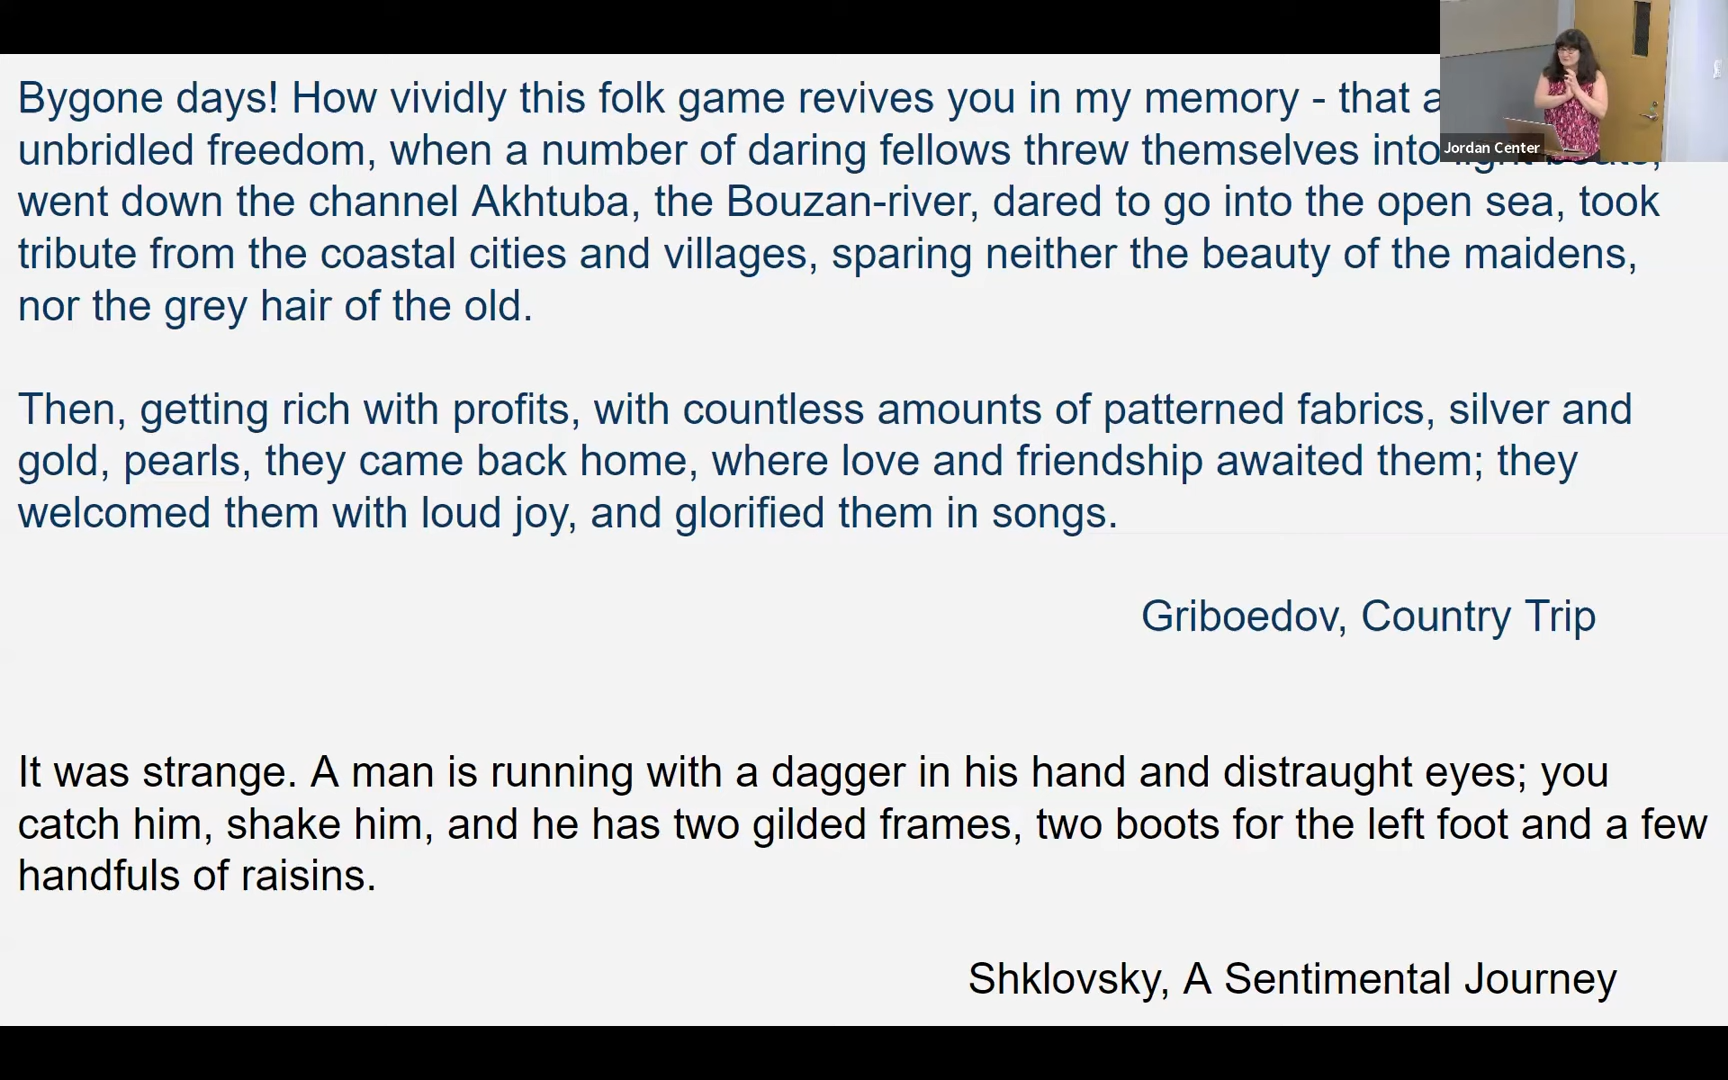 Bygone days! How vividly this folk game revives you in my memory - that
unbridled freedom, when a number of daring fellows threw themselves into
went down the channel Akhtuba, the Bouzan-river, dared to go into the open sea, took
tribute from the coastal cities and villages, sparing neither the beauty of the maidens,
nor the grey hair of the old.
Then, getting rich with profits, with countless amounts of patterned fabrics, silver and
gold, pearls, they came back home, where love and friendship awaited them; they
welcomed them with loud joy, and glorified them in songs.
Griboedov, Country Trip
It was strange. A man is running with a dagger in his hand and distraught eyes; you
catch him, shake him, and he has two gilded frames, two boots for the left foot and a few
handfuls of raisins.
Shklovsky, A Sentimental Journey
Jordan Center